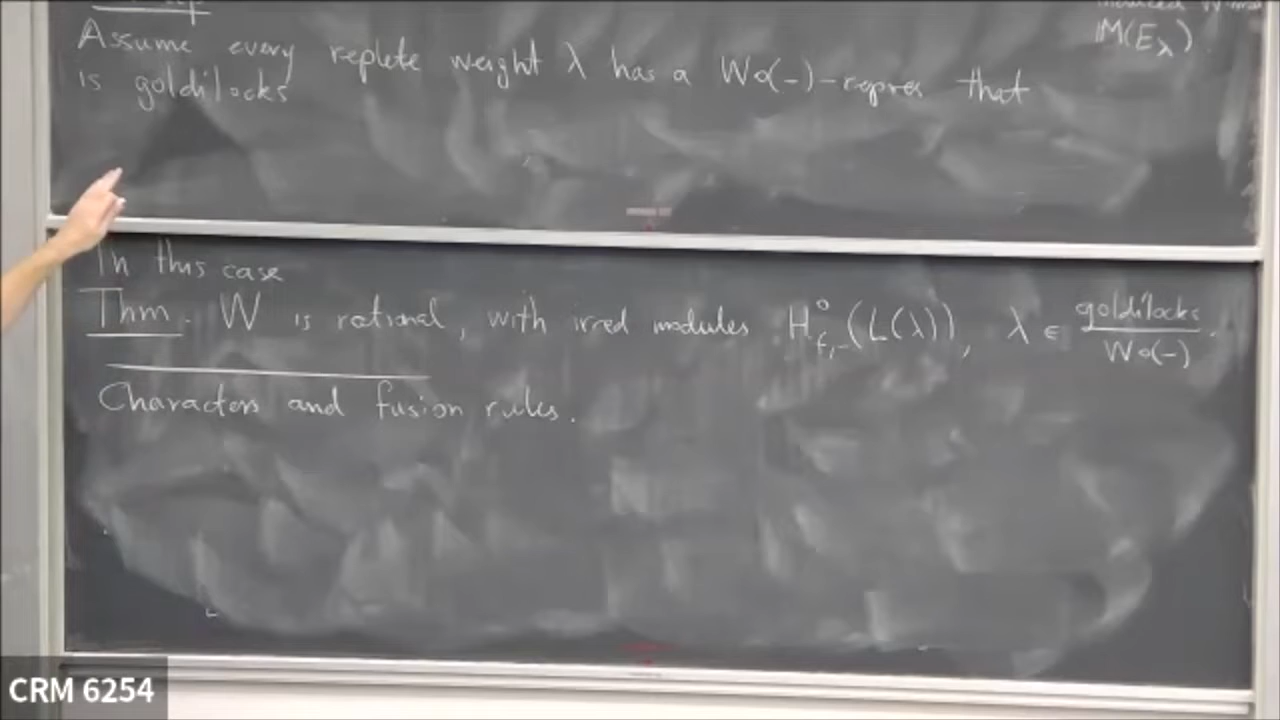 Assume every replete weight λ has a W∘(-)-repres that
is goldilocks
M(E_λ)
In this case
Thm. W is rational, with irred modules H⁰_{f,-}(L(λ)), λ ∈ goldilocks / W∘(-).
Characters and fusion rules.
CRM 6254